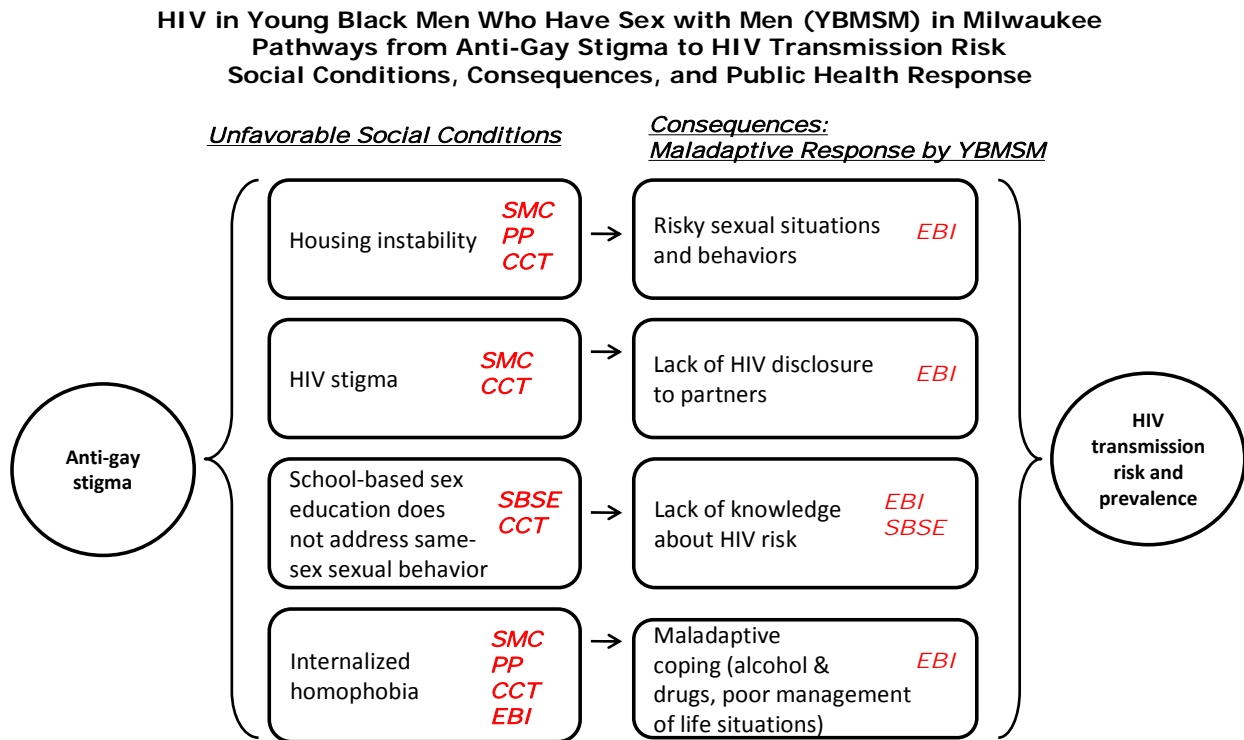 HIV in Young Black Men Who Have Sex with Men (YBMSM) in Milwaukee
Pathways from Anti-Gay Stigma to HIV Transmission Risk
Social Conditions, Consequences, and Public Health Response
Unfavorable Social Conditions
Consequences:
Maladaptive Response by YBMSM
Anti-gay
stigma
Housing instability
SMC
PP
CCT
Risky sexual situations
and behaviors
EBI
HIV stigma
SMC
CCT
Lack of HIV disclosure
to partners
EBI
School-based sex
education does
not address same-
sex sexual behavior
SBSE
CCT
Lack of knowledge
about HIV risk
EBI
SBSE
Internalized
homophobia
SMC
PP
CCT
EBI
Maladaptive
coping (alcohol &
drugs, poor management
of life situations)
EBI
HIV
transmission
risk and
prevalence